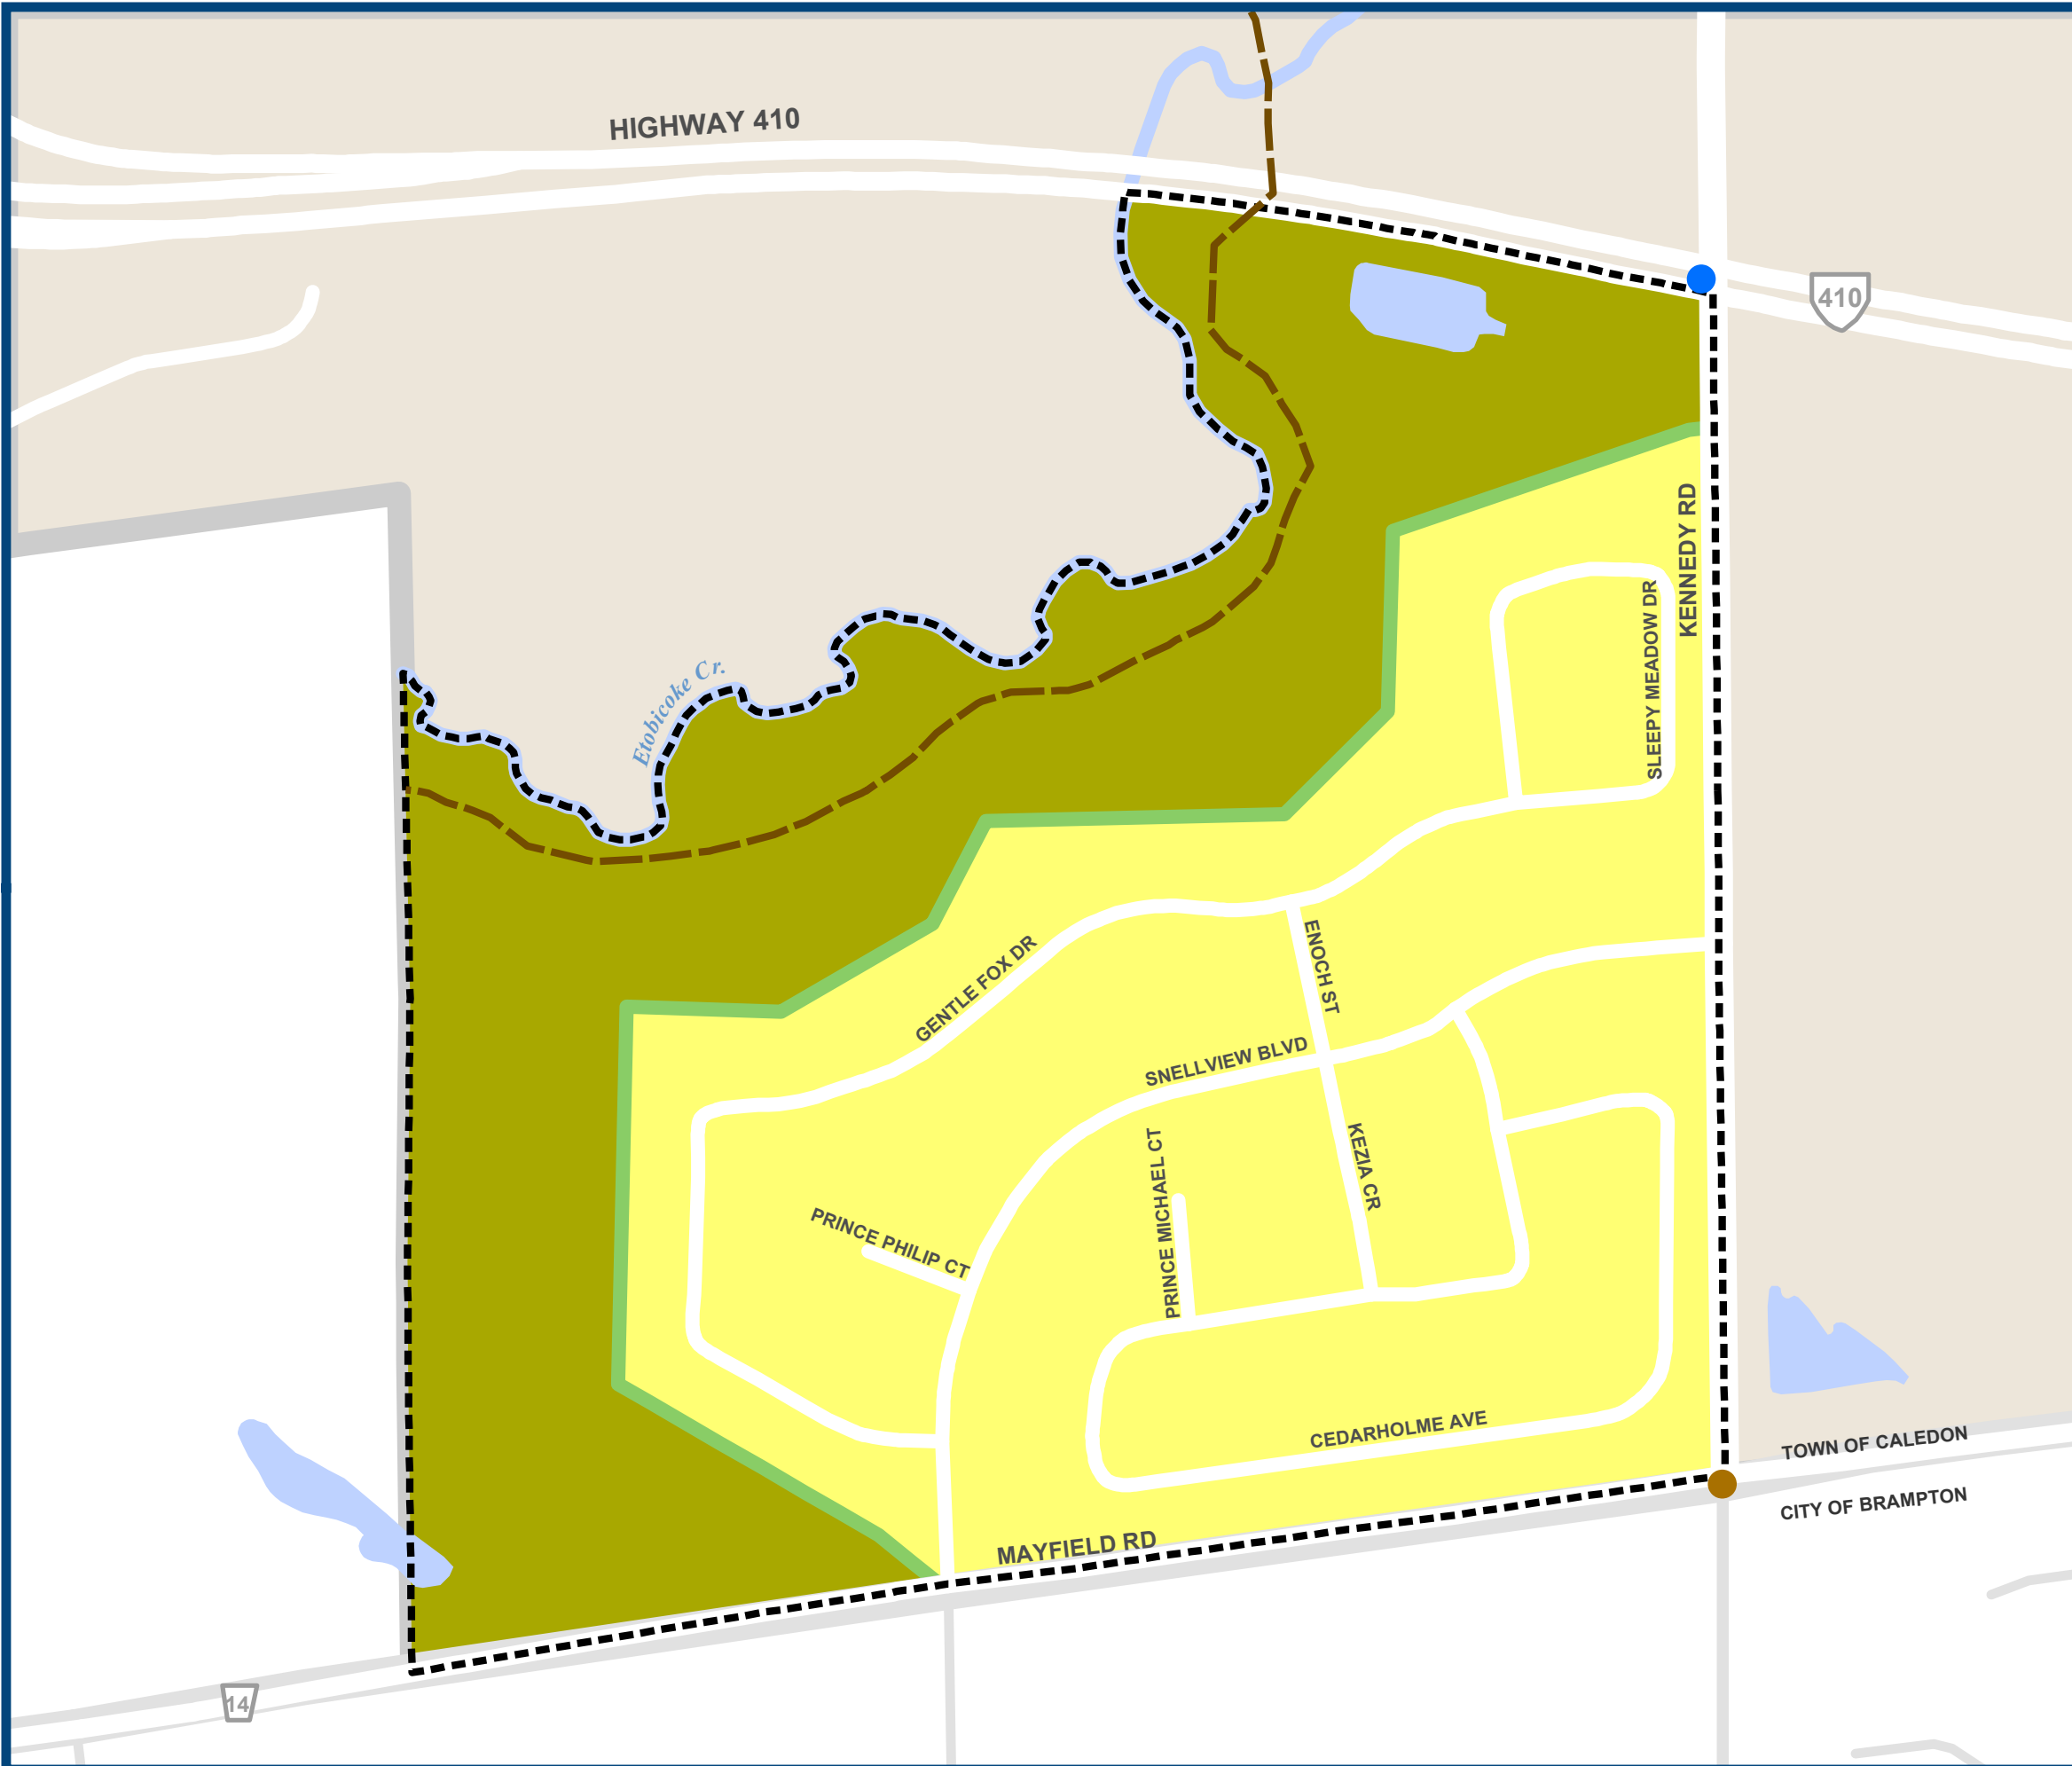 HIGHWAY 410
410
KENNEDY RD
SLEEPY MEADOW DR
Etobicoke Cr.
GENTLE FOX DR
ENOCH ST
SNELLVIEW BLVD
KEZIA CR
PRINCE MICHAEL CT
PRINCE PHILIP CT
CEDARHOLME AVE
TOWN OF CALEDON
CITY OF BRAMPTON
MAYFIELD RD
14